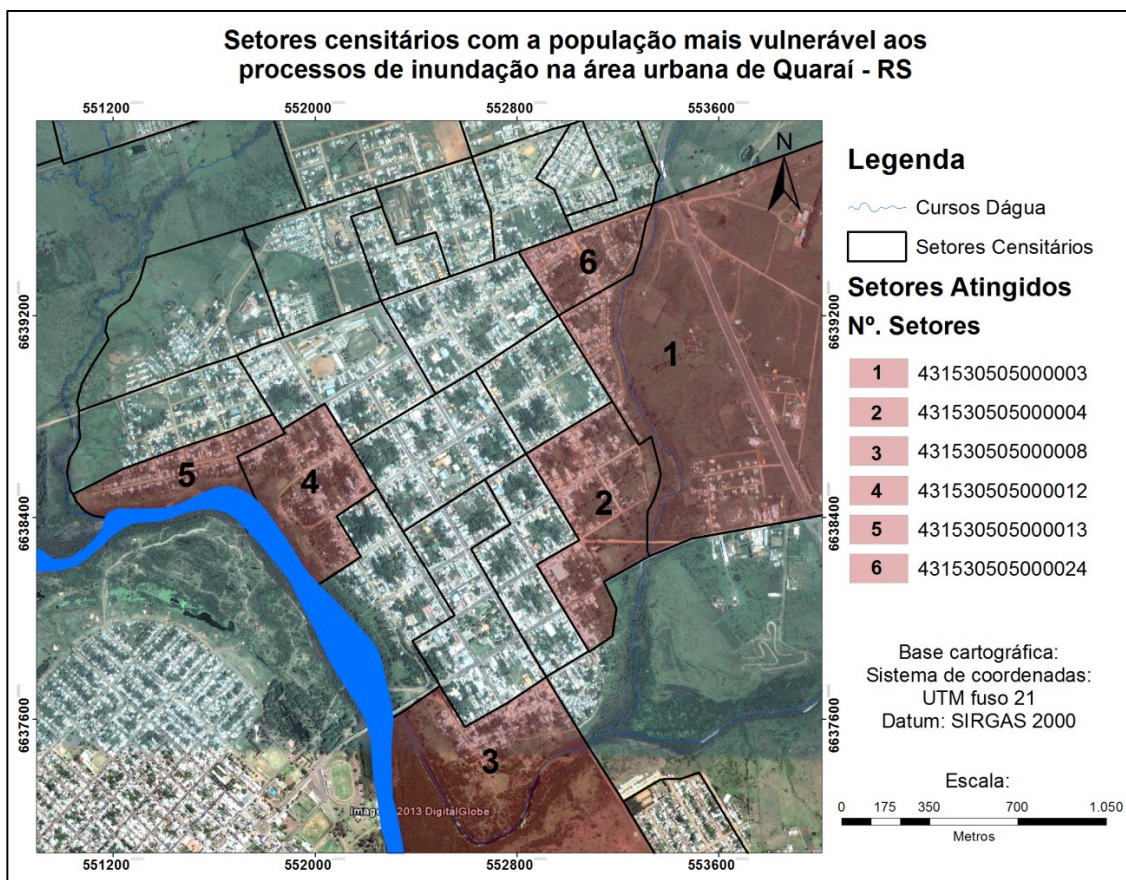 Setores censitários com a população mais vulnerável aos
processos de inundação na área urbana de Quaraí - RS
551200
552000
552800
553600
6639200
6638400
6637600
6639200
6638400
6637600
N
6
1
2
5
4
3
551200
552000
552800
553600
Legenda
Cursos Dágua
Setores Censitários
Setores Atingidos
Nº. Setores
1 431530505000003
2 431530505000004
3 431530505000008
4 431530505000012
5 431530505000013
6 431530505000024
Base cartográfica:
Sistema de coordenadas:
UTM fuso 21
Datum: SIRGAS 2000
Escala:
0 175 350 700 1.050
Metros
2013 DigitalGlobe